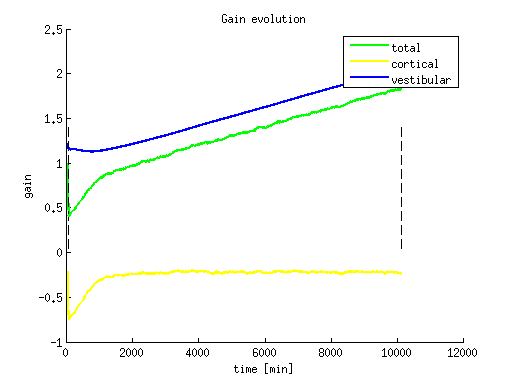 Gain evolution
total
cortical
vestibular
2.5
2
1.5
1
0.5
0
-0.5
-1
gain
0 2000 4000 6000 8000 10000 12000
time [min]